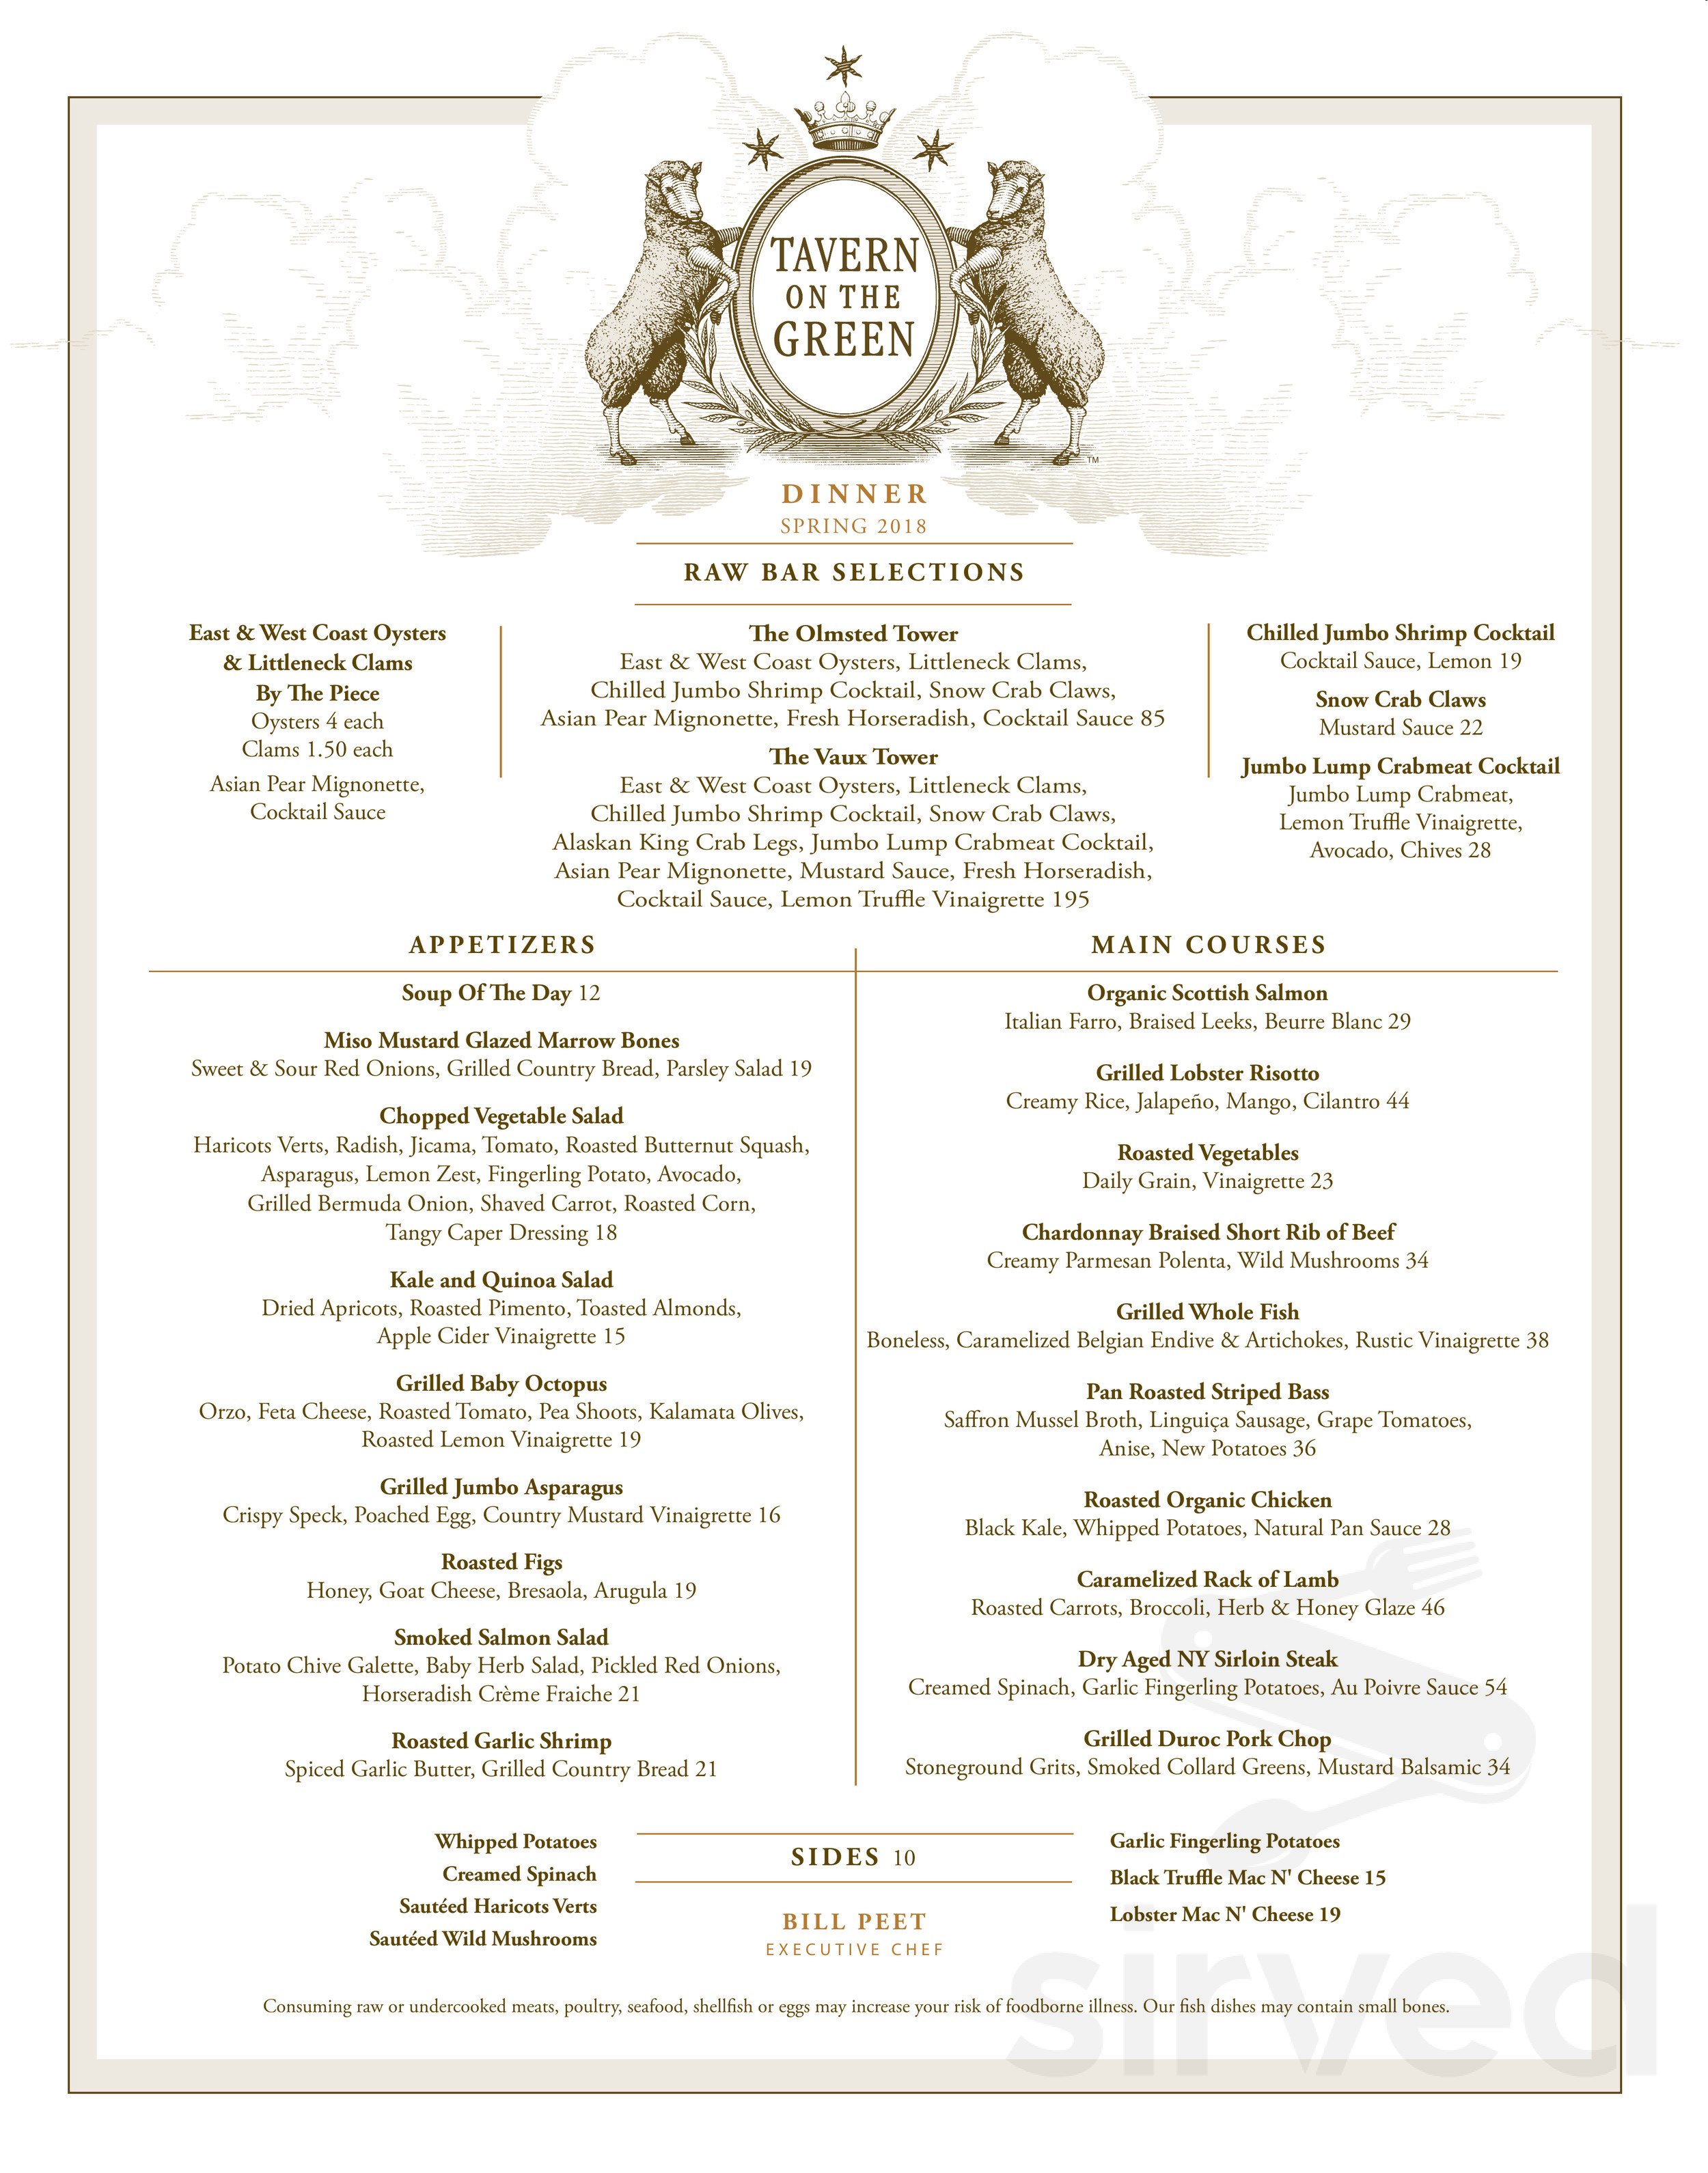 TAVERN
ON THE
GREEN
TM
DINNER
SPRING 2018
RAW BAR SELECTIONS
East & West Coast Oysters
& Littleneck Clams
By The Piece
Oysters 4 each
Clams 1.50 each
Asian Pear Mignonette,
Cocktail Sauce
The Olmsted Tower
East & West Coast Oysters, Littleneck Clams,
Chilled Jumbo Shrimp Cocktail, Snow Crab Claws,
Asian Pear Mignonette, Fresh Horseradish, Cocktail Sauce 85
The Vaux Tower
East & West Coast Oysters, Littleneck Clams,
Chilled Jumbo Shrimp Cocktail, Snow Crab Claws,
Alaskan King Crab Legs, Jumbo Lump Crabmeat Cocktail,
Asian Pear Mignonette, Mustard Sauce, Fresh Horseradish,
Cocktail Sauce, Lemon Truffle Vinaigrette 195
Chilled Jumbo Shrimp Cocktail
Cocktail Sauce, Lemon 19
Snow Crab Claws
Mustard Sauce 22
Jumbo Lump Crabmeat Cocktail
Jumbo Lump Crabmeat,
Lemon Truffle Vinaigrette,
Avocado, Chives 28
APPETIZERS
Soup Of The Day 12
Miso Mustard Glazed Marrow Bones
Sweet & Sour Red Onions, Grilled Country Bread, Parsley Salad 19
Chopped Vegetable Salad
Haricots Verts, Radish, Jicama, Tomato, Roasted Butternut Squash,
Asparagus, Lemon Zest, Fingerling Potato, Avocado,
Grilled Bermuda Onion, Shaved Carrot, Roasted Corn,
Tangy Caper Dressing 18
Kale and Quinoa Salad
Dried Apricots, Roasted Pimento, Toasted Almonds,
Apple Cider Vinaigrette 15
Grilled Baby Octopus
Orzo, Feta Cheese, Roasted Tomato, Pea Shoots, Kalamata Olives,
Roasted Lemon Vinaigrette 19
Grilled Jumbo Asparagus
Crispy Speck, Poached Egg, Country Mustard Vinaigrette 16
Roasted Figs
Honey, Goat Cheese, Bresaola, Arugula 19
Smoked Salmon Salad
Potato Chive Galette, Baby Herb Salad, Pickled Red Onions,
Horseradish Crème Fraiche 21
Roasted Garlic Shrimp
Spiced Garlic Butter, Grilled Country Bread 21
MAIN COURSES
Organic Scottish Salmon
Italian Farro, Braised Leeks, Beurre Blanc 29
Grilled Lobster Risotto
Creamy Rice, Jalapeño, Mango, Cilantro 44
Roasted Vegetables
Daily Grain, Vinaigrette 23
Chardonnay Braised Short Rib of Beef
Creamy Parmesan Polenta, Wild Mushrooms 34
Grilled Whole Fish
Boneless, Caramelized Belgian Endive & Artichokes, Rustic Vinaigrette 38
Pan Roasted Striped Bass
Saffron Mussel Broth, Linguiça Sausage, Grape Tomatoes,
Anise, New Potatoes 36
Roasted Organic Chicken
Black Kale, Whipped Potatoes, Natural Pan Sauce 28
Caramelized Rack of Lamb
Roasted Carrots, Broccoli, Herb & Honey Glaze 46
Dry Aged NY Sirloin Steak
Creamed Spinach, Garlic Fingerling Potatoes, Au Poivre Sauce 54
Grilled Duroc Pork Chop
Stoneground Grits, Smoked Collard Greens, Mustard Balsamic 34
Whipped Potatoes
Creamed Spinach
Sautéed Haricots Verts
Sautéed Wild Mushrooms
SIDES 10
Garlic Fingerling Potatoes
Black Truffle Mac N' Cheese 15
Lobster Mac N' Cheese 19
BILL PEET
EXECUTIVE CHEF
Consuming raw or undercooked meats, poultry, seafood, shellfish or eggs may increase your risk of foodborne illness. Our fish dishes may contain small bones.
sirved